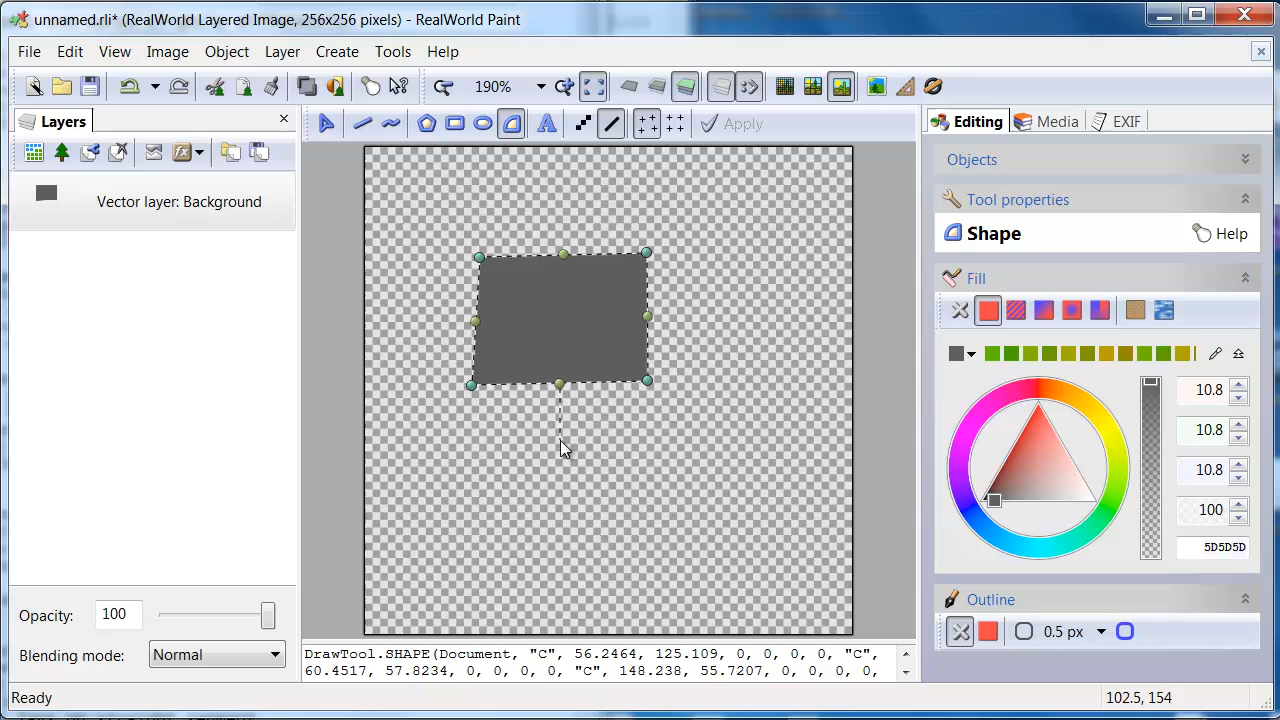 unnamed.rli* (RealWorld Layered Image, 256x256 pixels) - RealWorld Paint
File Edit View Image Object Layer Create Tools Help
190%
Layers
Apply
Editing Media EXIF
Vector layer: Background
Objects
Tool properties
Shape Help
Fill
10.8
10.8
10.8
100
5D5D5D
Outline
0.5 px
Opacity: 100
Blending mode: Normal
DrawTool.SHAPE(Document, "C", 56.2464, 125.109, 0, 0, 0, 0, "C",
60.4517, 57.8234, 0, 0, 0, 0, "C", 148.238, 55.7207, 0, 0, 0, 0,
Ready
102.5, 154